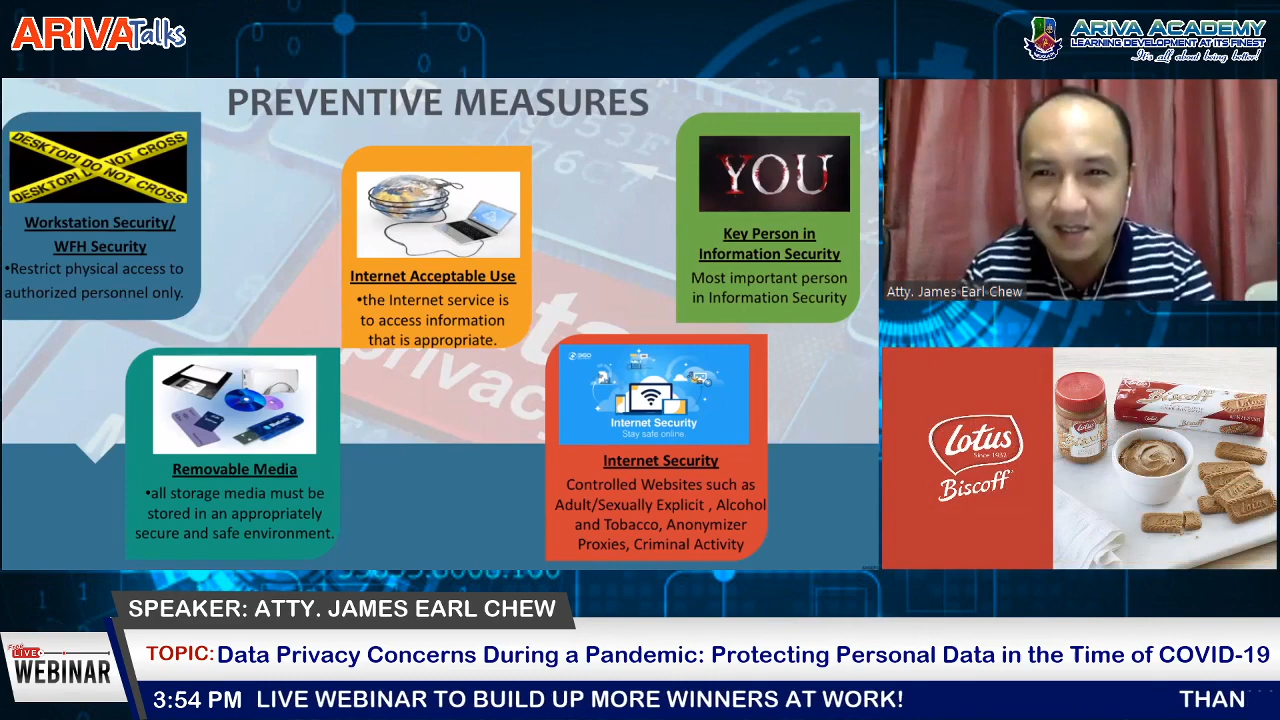 ARIVATalks
ARIVA ACADEMY
LEARNING DEVELOPMENT AT ITS FINEST
It's all about being better!
PREVENTIVE MEASURES
DESKTOP! DO NOT CROSS
DESKTOP! DO NOT CROSS
Workstation Security/
WFH Security
•Restrict physical access to
authorized personnel only.
Internet Acceptable Use
•the Internet service is
to access information
that is appropriate.
YOU
Key Person in
Information Security
Most important person
in Information Security
Removable Media
•all storage media must be
stored in an appropriately
secure and safe environment.
360
Internet Security
Stay safe online
Internet Security
Controlled Websites such as
Adult/Sexually Explicit , Alcohol
and Tobacco, Anonymizer
Proxies, Criminal Activity
Atty. James Earl Chew
Lotus
Since 1932
Biscoff
Biscoff
Lotus
SPEAKER: ATTY. JAMES EARL CHEW
Free LIVE
WEBINAR
TOPIC: Data Privacy Concerns During a Pandemic: Protecting Personal Data in the Time of COVID-19
3:54 PM LIVE WEBINAR TO BUILD UP MORE WINNERS AT WORK! THAN